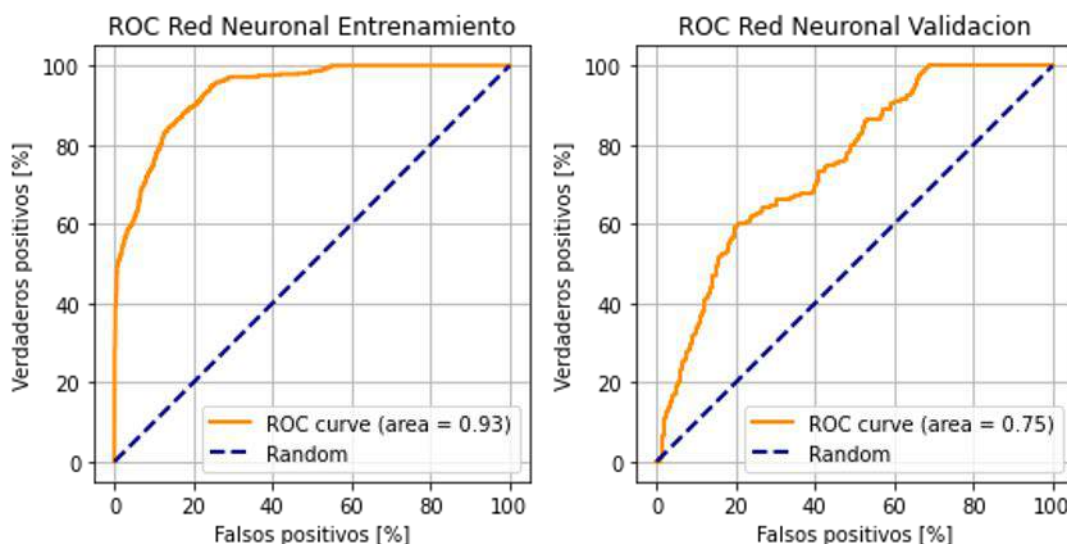 ROC Red Neuronal Entrenamiento
100
80
60
40
20
0
Verdaderos positivos [%]
ROC curve (area = 0.93)
Random
0 20 40 60 80 100
Falsos positivos [%]
ROC Red Neuronal Validacion
100
80
60
40
20
0
Verdaderos positivos [%]
ROC curve (area = 0.75)
Random
0 20 40 60 80 100
Falsos positivos [%]